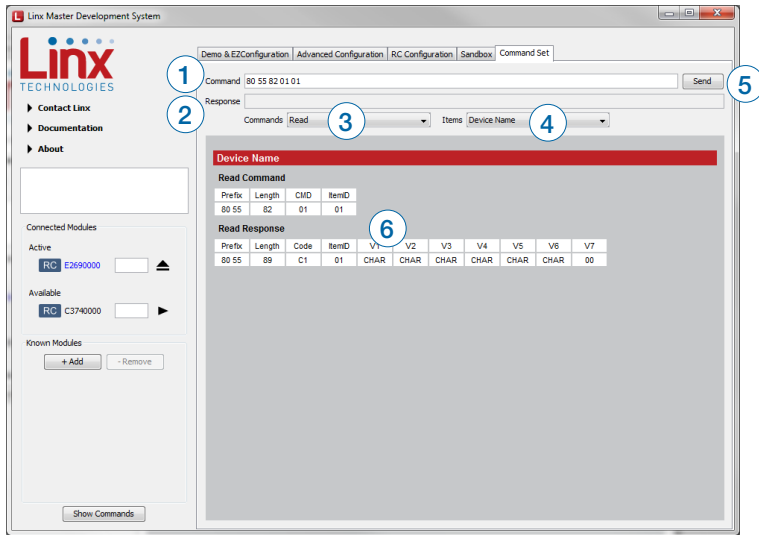 Linx Master Development System
Linx
TECHNOLOGIES
Contact Linx
Documentation
About
Connected Modules
Active
RC E2690000
Available
RC C3740000
Known Modules
+ Add - Remove
Show Commands
Demo & EZConfiguration Advanced Configuration RC Configuration Sandbox Command Set
1 Command 80 55 82 01 01 Send 5
2 Response
Commands Read 3 Items Device Name 4
Device Name
Read Command
Prefix Length CMD ItemID
80 55 82 01 01
Read Response 6
Prefix Length Code ItemID V1 V2 V3 V4 V5 V6 V7
80 55 89 C1 01 CHAR CHAR CHAR CHAR CHAR CHAR 00